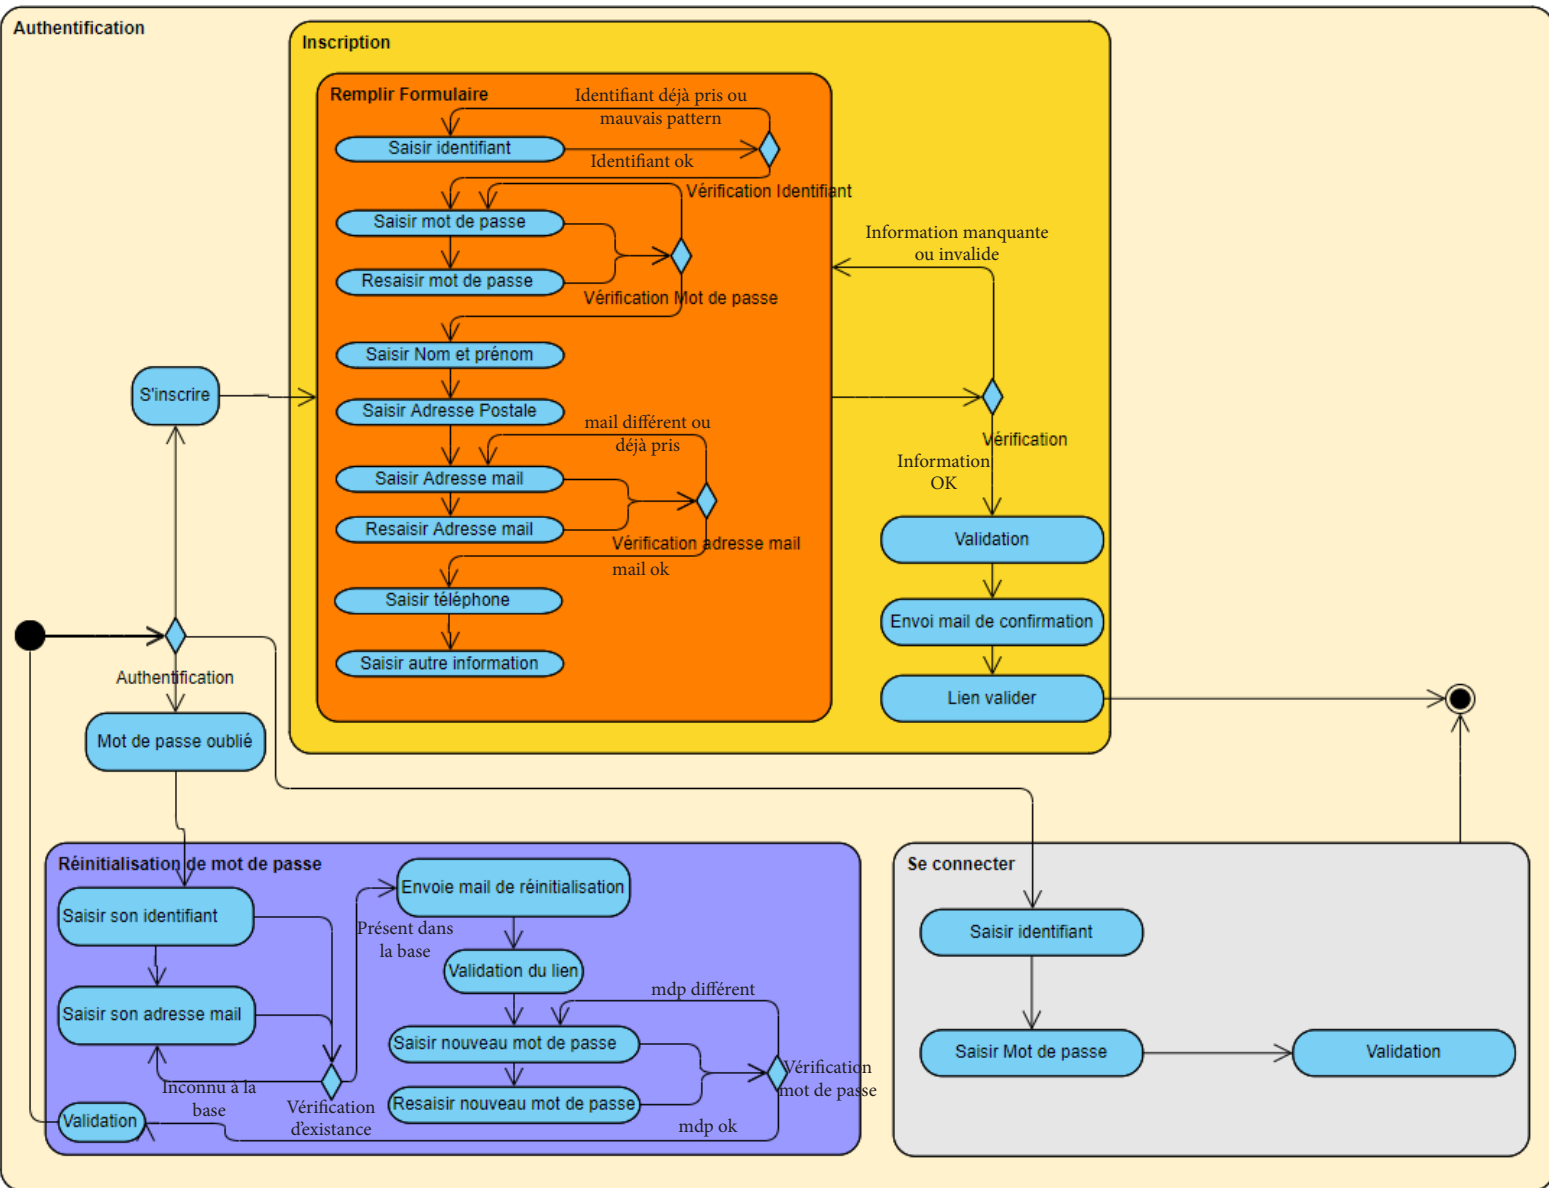 Authentification
Inscription
Remplir Formulaire
Identifiant déjà pris ou
mauvais pattern
Saisir identifiant
Identifiant ok
Vérification Identifiant
Saisir mot de passe
Resaisir mot de passe
Vérification Mot de passe
Saisir Nom et prénom
Saisir Adresse Postale
mail différent ou
déjà pris
Saisir Adresse mail
Resaisir Adresse mail
Vérification adresse mail
mail ok
Saisir téléphone
Saisir autre information
Information manquante
ou invalide
Vérification
Information
OK
Validation
Envoi mail de confirmation
Lien valider
S'inscrire
Authentification
Mot de passe oublié
Réinitialisation de mot de passe
Saisir son identifiant
Saisir son adresse mail
Inconnu à la
base
Vérification
d'existance
Validation
Envoie mail de réinitialisation
Présent dans
la base
Validation du lien
mdp différent
Saisir nouveau mot de passe
Vérification
mot de passe
Resaisir nouveau mot de passe
mdp ok
Se connecter
Saisir identifiant
Saisir Mot de passe
Validation